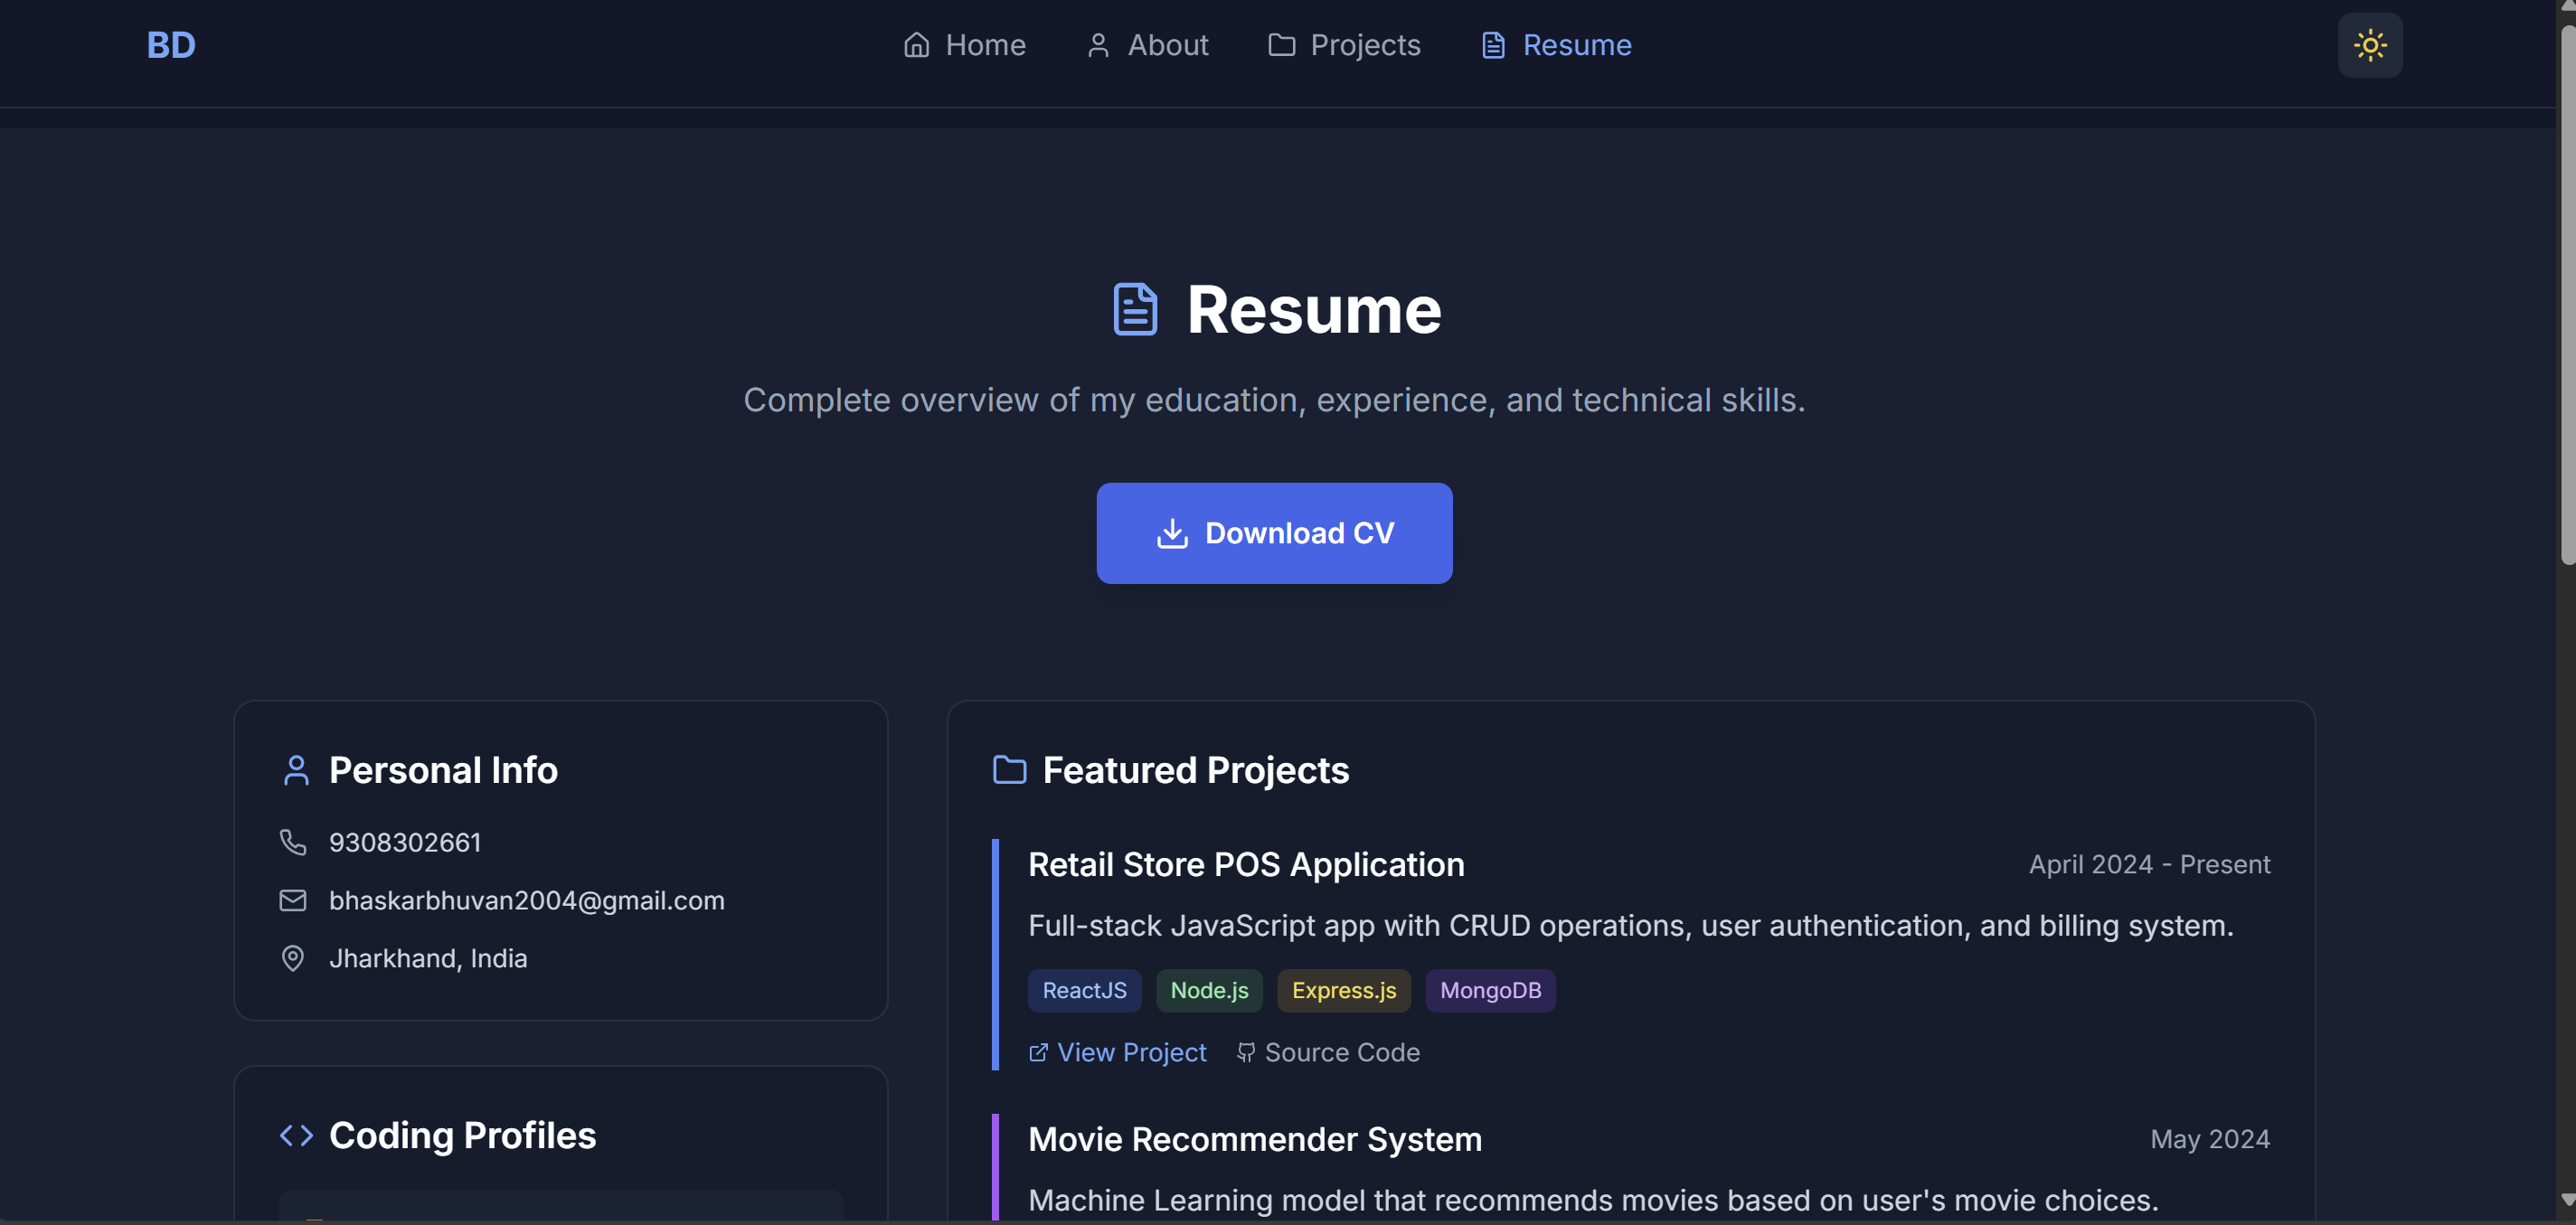 BD
Home
About
Projects
Resume
Resume
Complete overview of my education, experience, and technical skills.
Download CV
Personal Info
9308302661
bhaskarbhuvan2004@gmail.com
Jharkhand, India
Coding Profiles
Featured Projects
Retail Store POS Application
April 2024 - Present
Full-stack JavaScript app with CRUD operations, user authentication, and billing system.
ReactJS
Node.js
Express.js
MongoDB
View Project
Source Code
Movie Recommender System
May 2024
Machine Learning model that recommends movies based on user's movie choices.